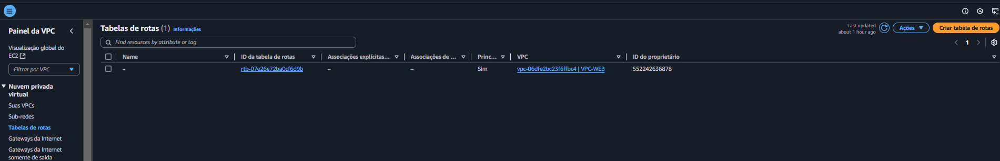 Painel da VPC
Visualização global do
EC2
Filtrar por VPC
Nuvem privada
virtual
Suas VPCs
Sub-redes
Tabelas de rotas
Gateways da Internet
Gateways da Internet
somente de saída
Tabelas de rotas (1) Informações
Last updated
about 1 hour ago
Ações
Criar tabela de rotas
Find resources by attribute or tag
1
Name ID da tabela de rotas Associações explícitas... Associações de ... Princ... VPC ID do proprietário
– rtb-07e26e72ba0cf6d9b – – Sim vpc-06dfe2bc23f6ffbc4 | VPC-WEB 552242636878